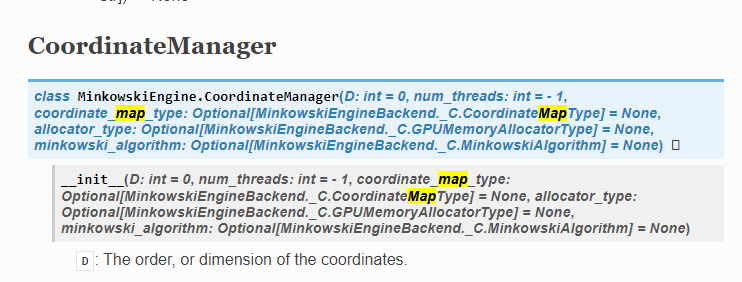 CoordinateManager
class MinkowskiEngine.CoordinateManager(D: int = 0, num_threads: int = - 1,
coordinate_map_type: Optional[MinkowskiEngineBackend._C.CoordinateMapType] = None,
allocator_type: Optional[MinkowskiEngineBackend._C.GPUMemoryAllocatorType] = None,
minkowski_algorithm: Optional[MinkowskiEngineBackend._C.MinkowskiAlgorithm] = None)
__init__(D: int = 0, num_threads: int = - 1, coordinate_map_type:
Optional[MinkowskiEngineBackend._C.CoordinateMapType] = None, allocator_type:
Optional[MinkowskiEngineBackend._C.GPUMemoryAllocatorType] = None,
minkowski_algorithm: Optional[MinkowskiEngineBackend._C.MinkowskiAlgorithm] = None)
D : The order, or dimension of the coordinates.